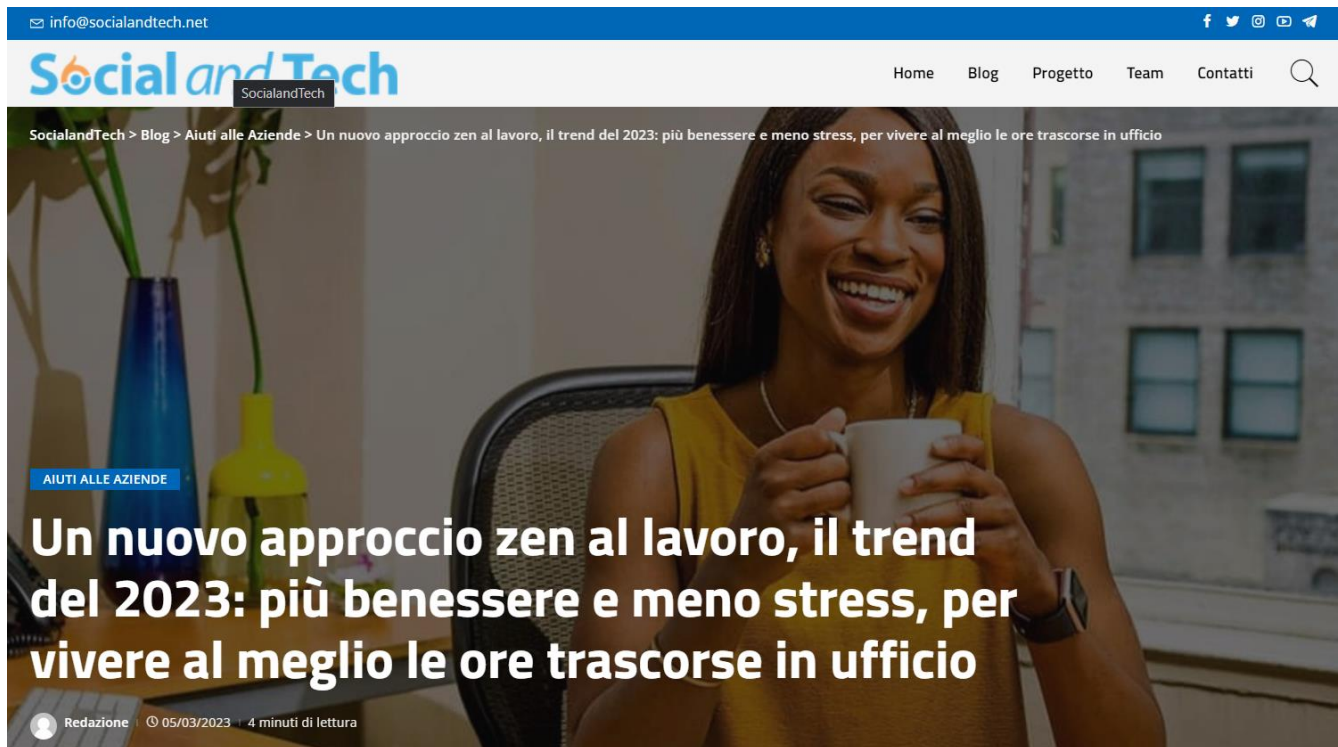 info@socialandtech.net
Social and Tech
SocialandTech
Home Blog Progetto Team Contatti
SocialandTech > Blog > Aiuti alle Aziende > Un nuovo approccio zen al lavoro, il trend del 2023: più benessere e meno stress, per vivere al meglio le ore trascorse in ufficio
AIUTI ALLE AZIENDE
Un nuovo approccio zen al lavoro, il trend
del 2023: più benessere e meno stress, per
vivere al meglio le ore trascorse in ufficio
Redazione 05/03/2023 4 minuti di lettura